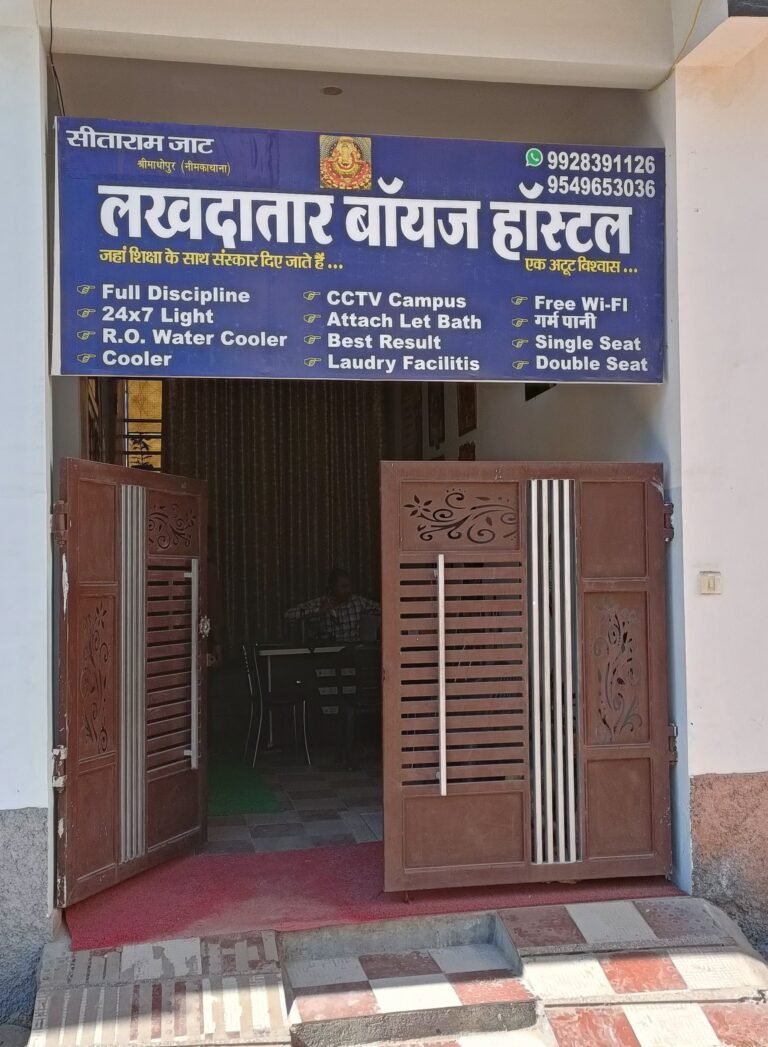 सीताराम जाट
श्रीमाधोपुर (नीमकाथाना)
9928391126
9549653036
लखदातार बॉयज हॉस्टल
जहां शिक्षा के साथ संस्कार दिए जाते हैं...
एक अटूट विश्वास...
Full Discipline
24x7 Light
R.O. Water Cooler
Cooler
CCTV Campus
Attach Let Bath
Best Result
Laudry Facilitis
Free Wi-FI
गर्म पानी
Single Seat
Double Seat